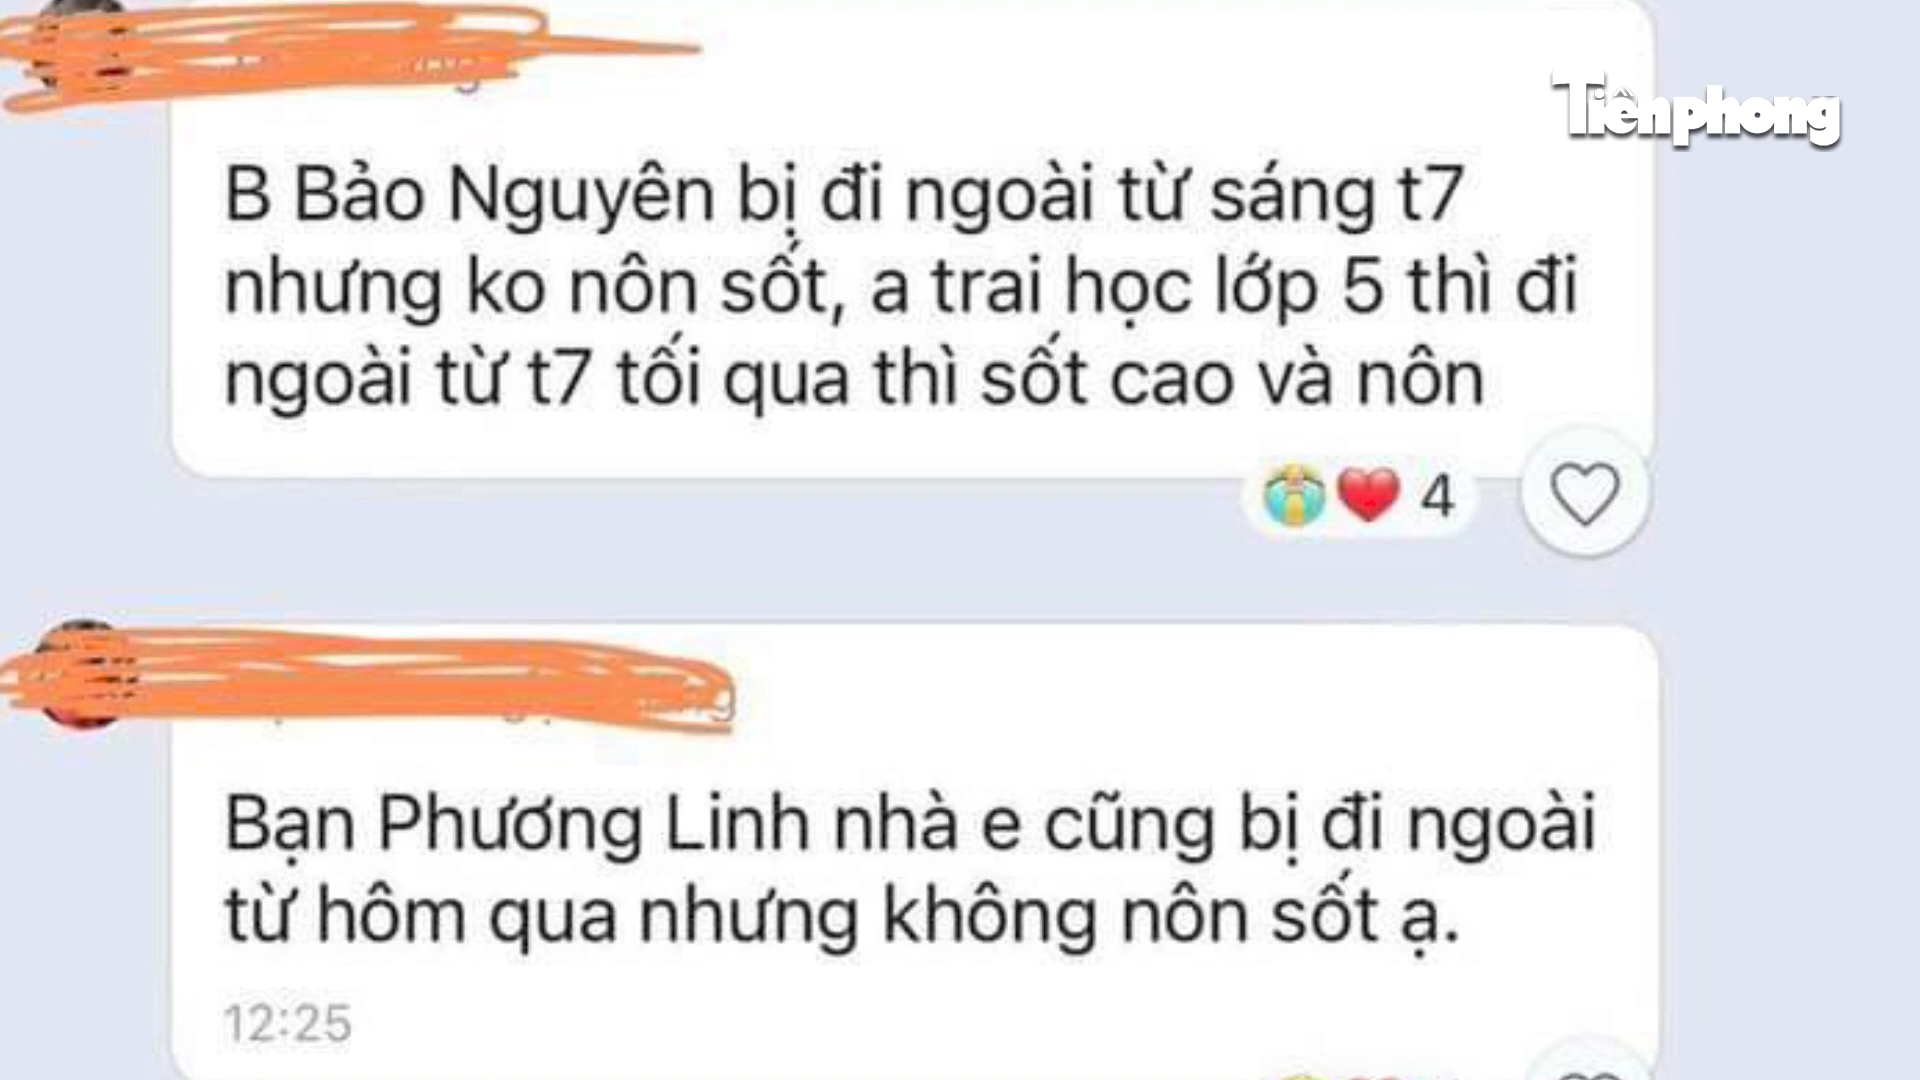 Tiền phong
B Bảo Nguyên bị đi ngoài từ sáng t7
nhưng ko nôn sốt, a trai học lớp 5 thì đi
ngoài từ t7 tối qua thì sốt cao và nôn
4
Bạn Phương Linh nhà e cũng bị đi ngoài
từ hôm qua nhưng không nôn sốt ạ.
12:25